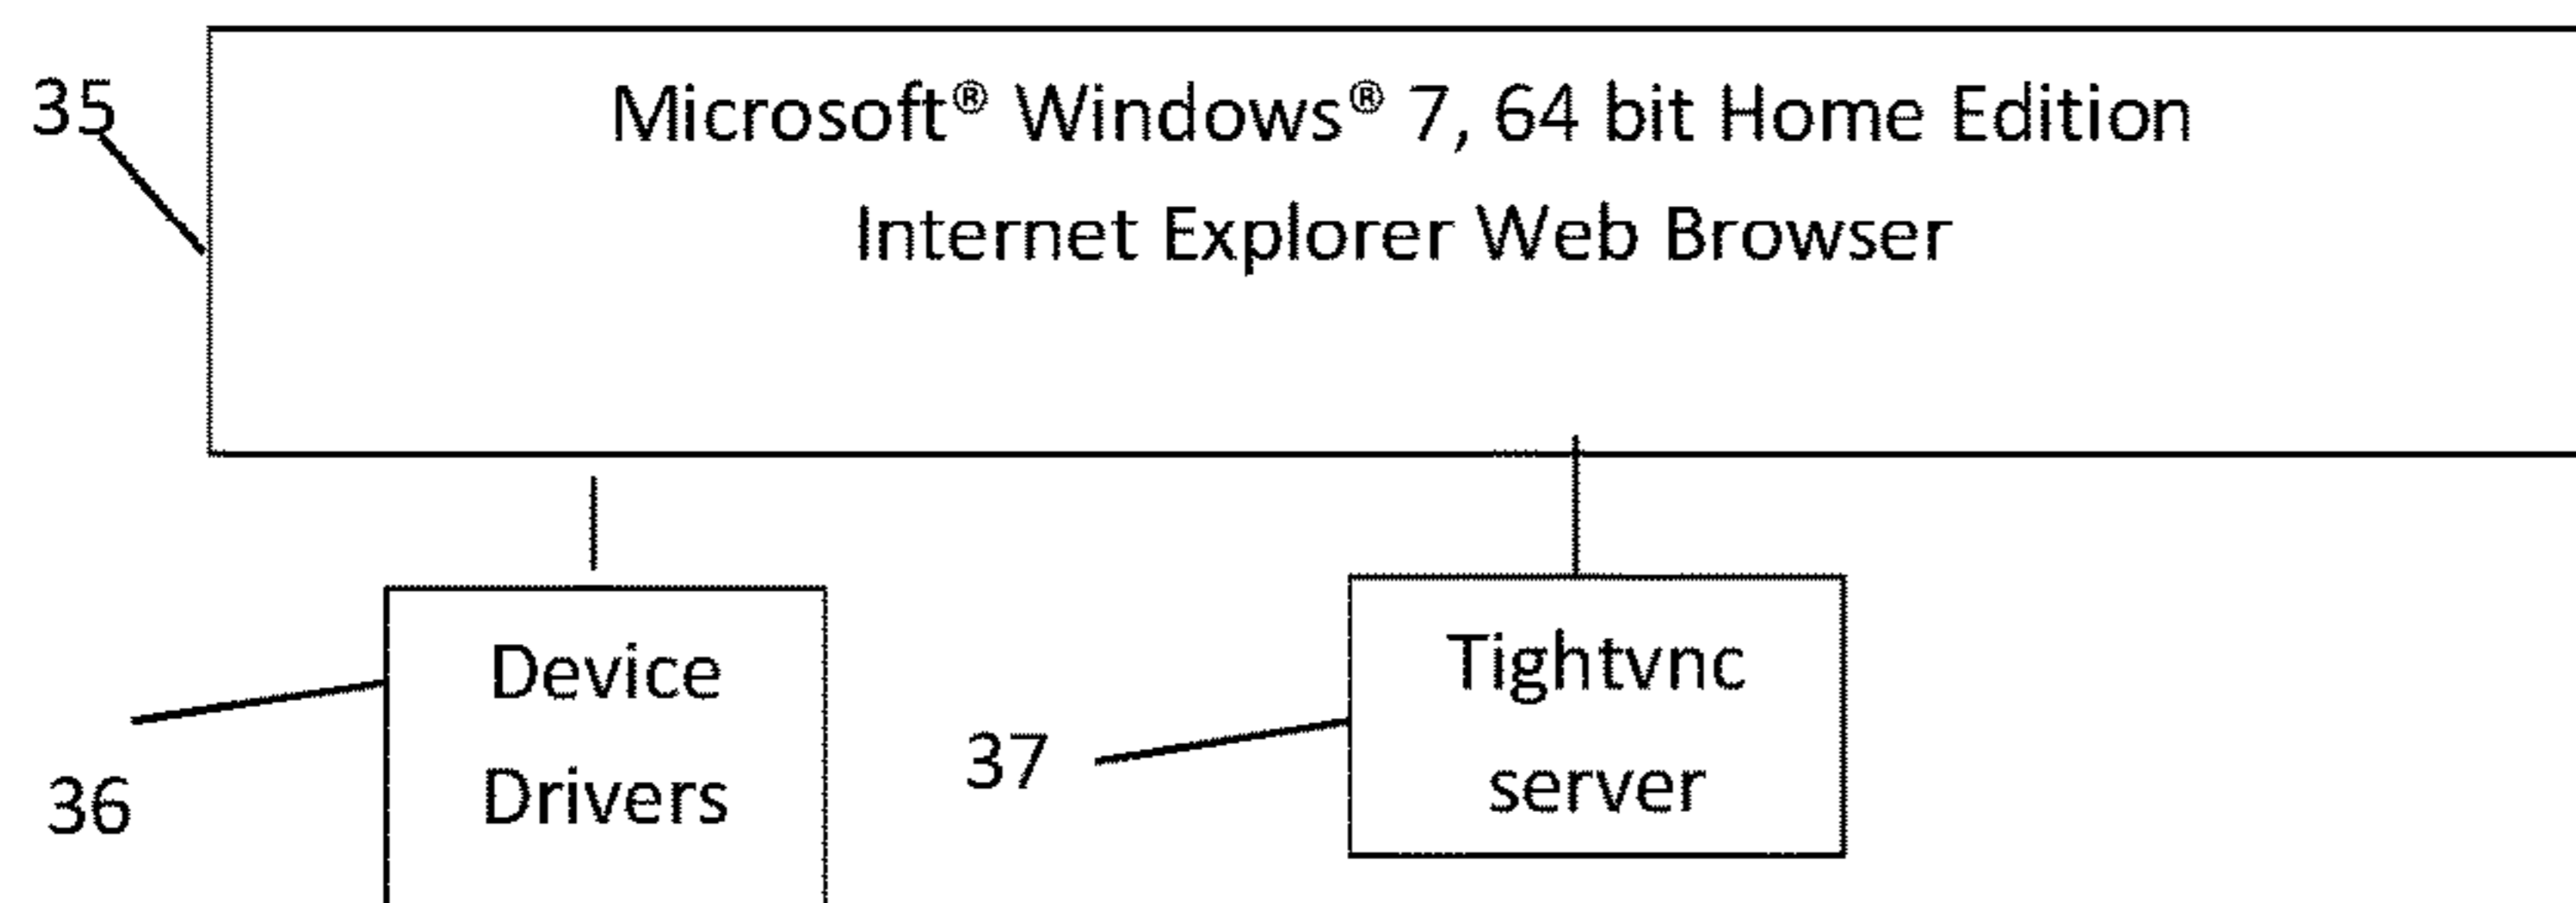 35
Microsoft® Windows® 7, 64 bit Home Edition
Internet Explorer Web Browser
36
Device
Drivers
37
Tightvnc
server